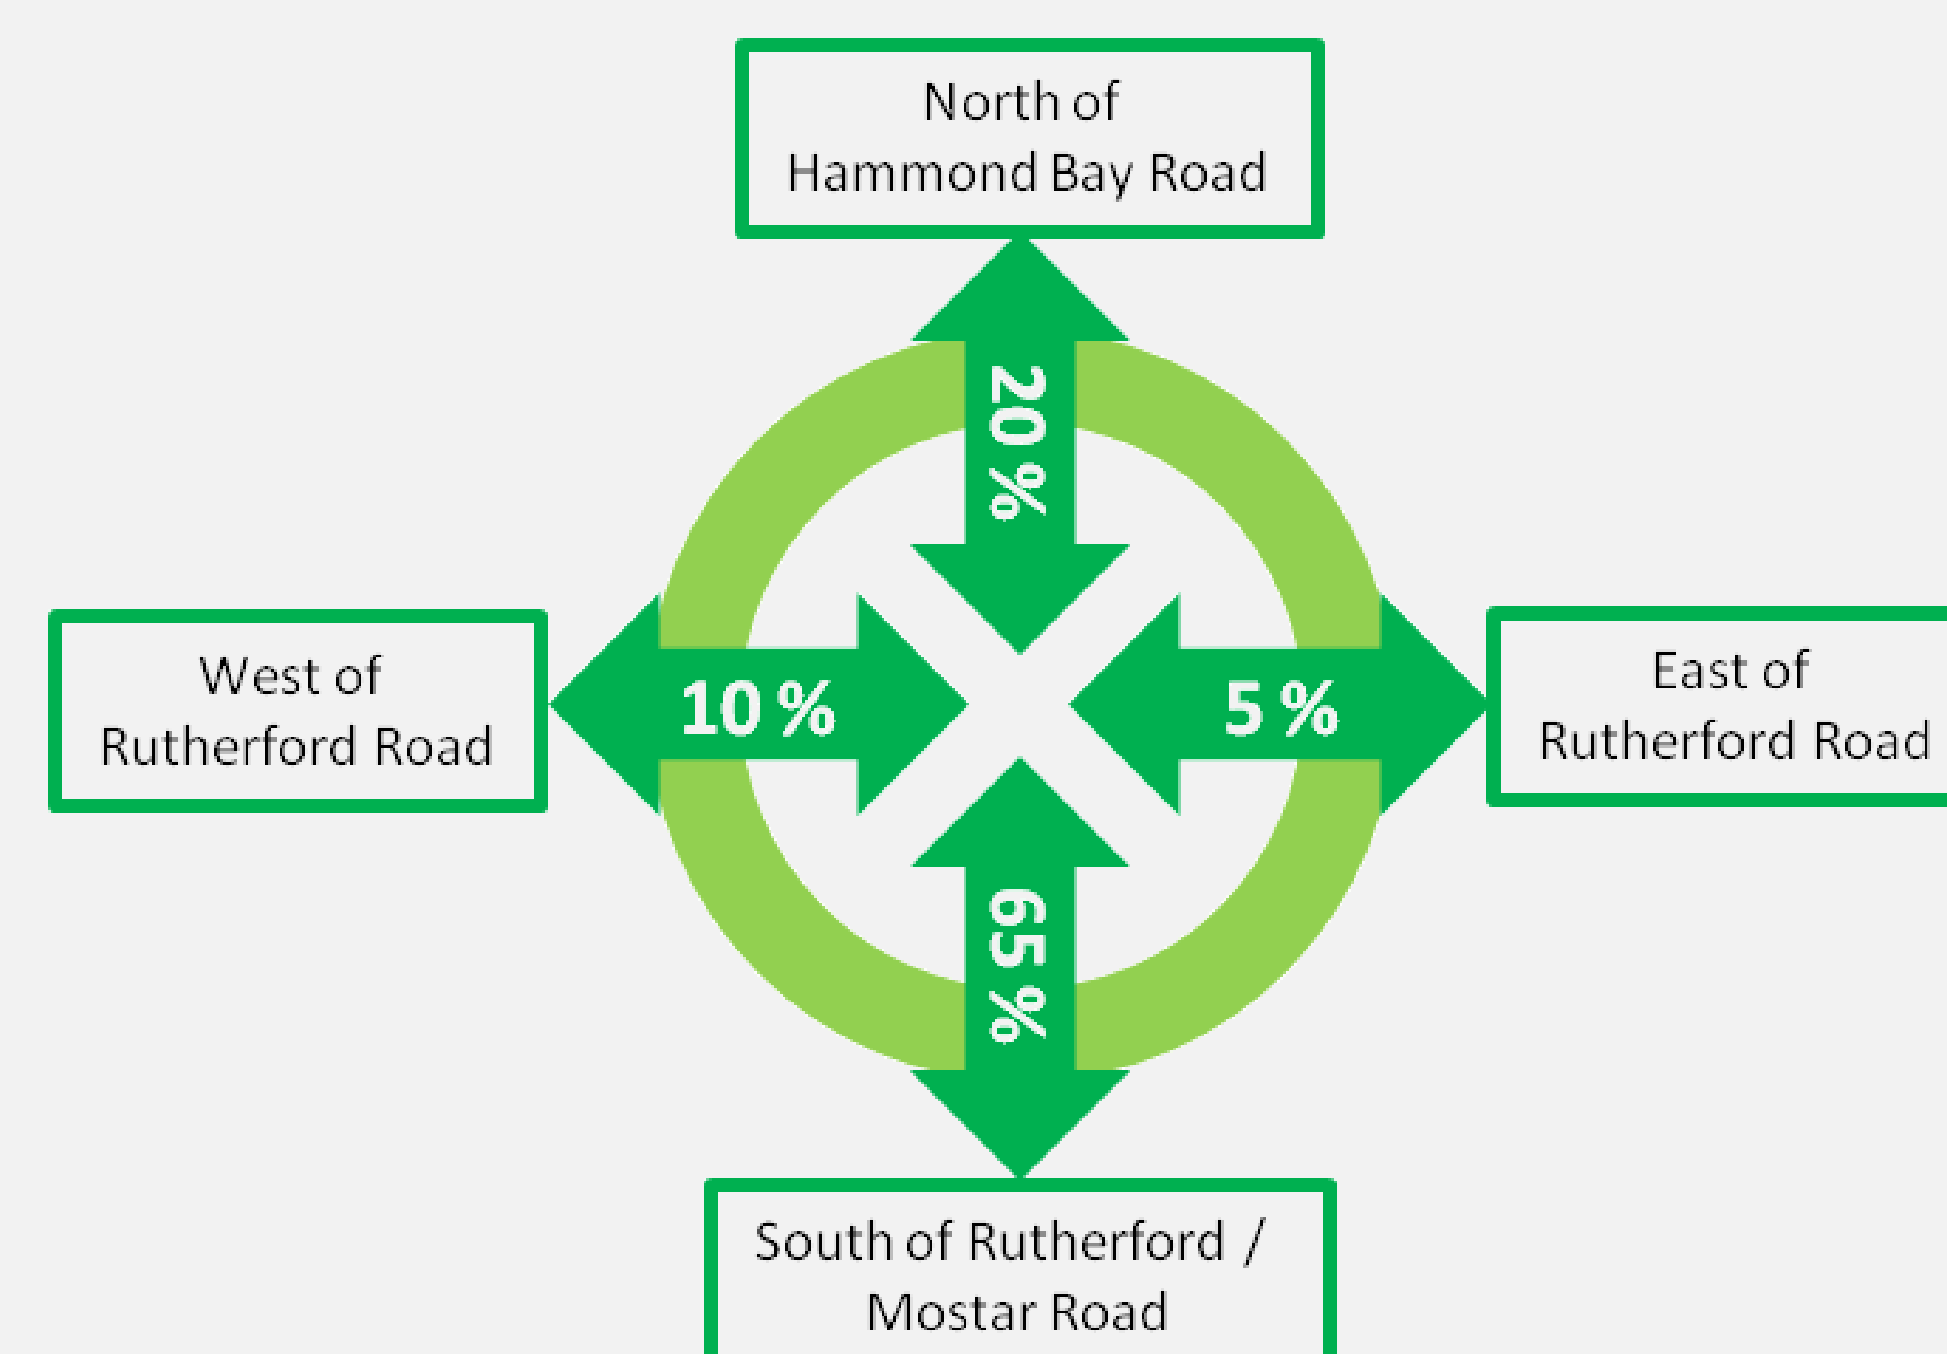 North of
Hammond Bay Road
20 %
West of
Rutherford Road
10 %
5 %
East of
Rutherford Road
65 %
South of Rutherford /
Mostar Road